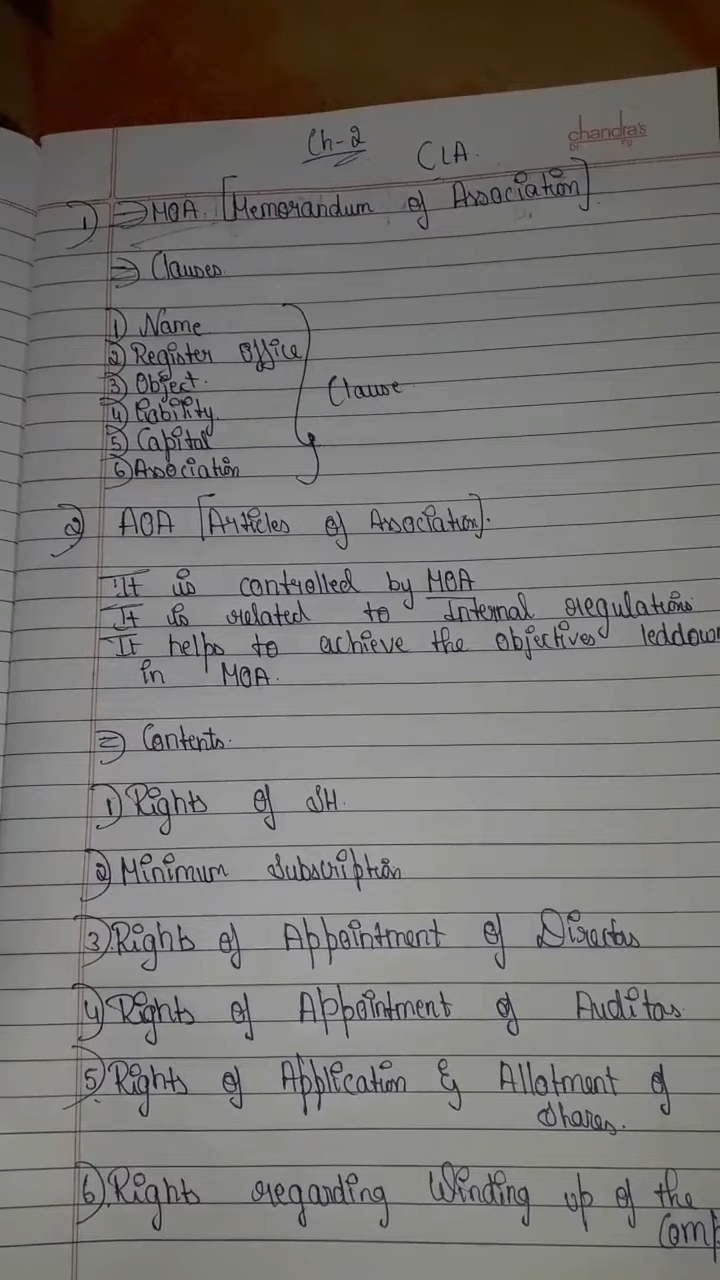 Ch-2
chandra's
CLA.
1) ⇒ MOA. [Memorandum of Association]
⇒ Clauses.
1) Name
2) Register office
3) Object.
4) Liability
5) Capital
6) Association
Clause
2) AOA [Articles of Association].
It is controlled by MOA
It is related to Internal regulations
It helps to achieve the objectives leddown
in MOA.
⇒ Contents.
1) Rights of SH.
2) Minimum Subscription
3) Rights of Appointment of Directors
4) Rights of Appointment of Auditors.
5) Rights of Application & Allotment of
Shares.
6) Rights regarding Winding up of the
Comp